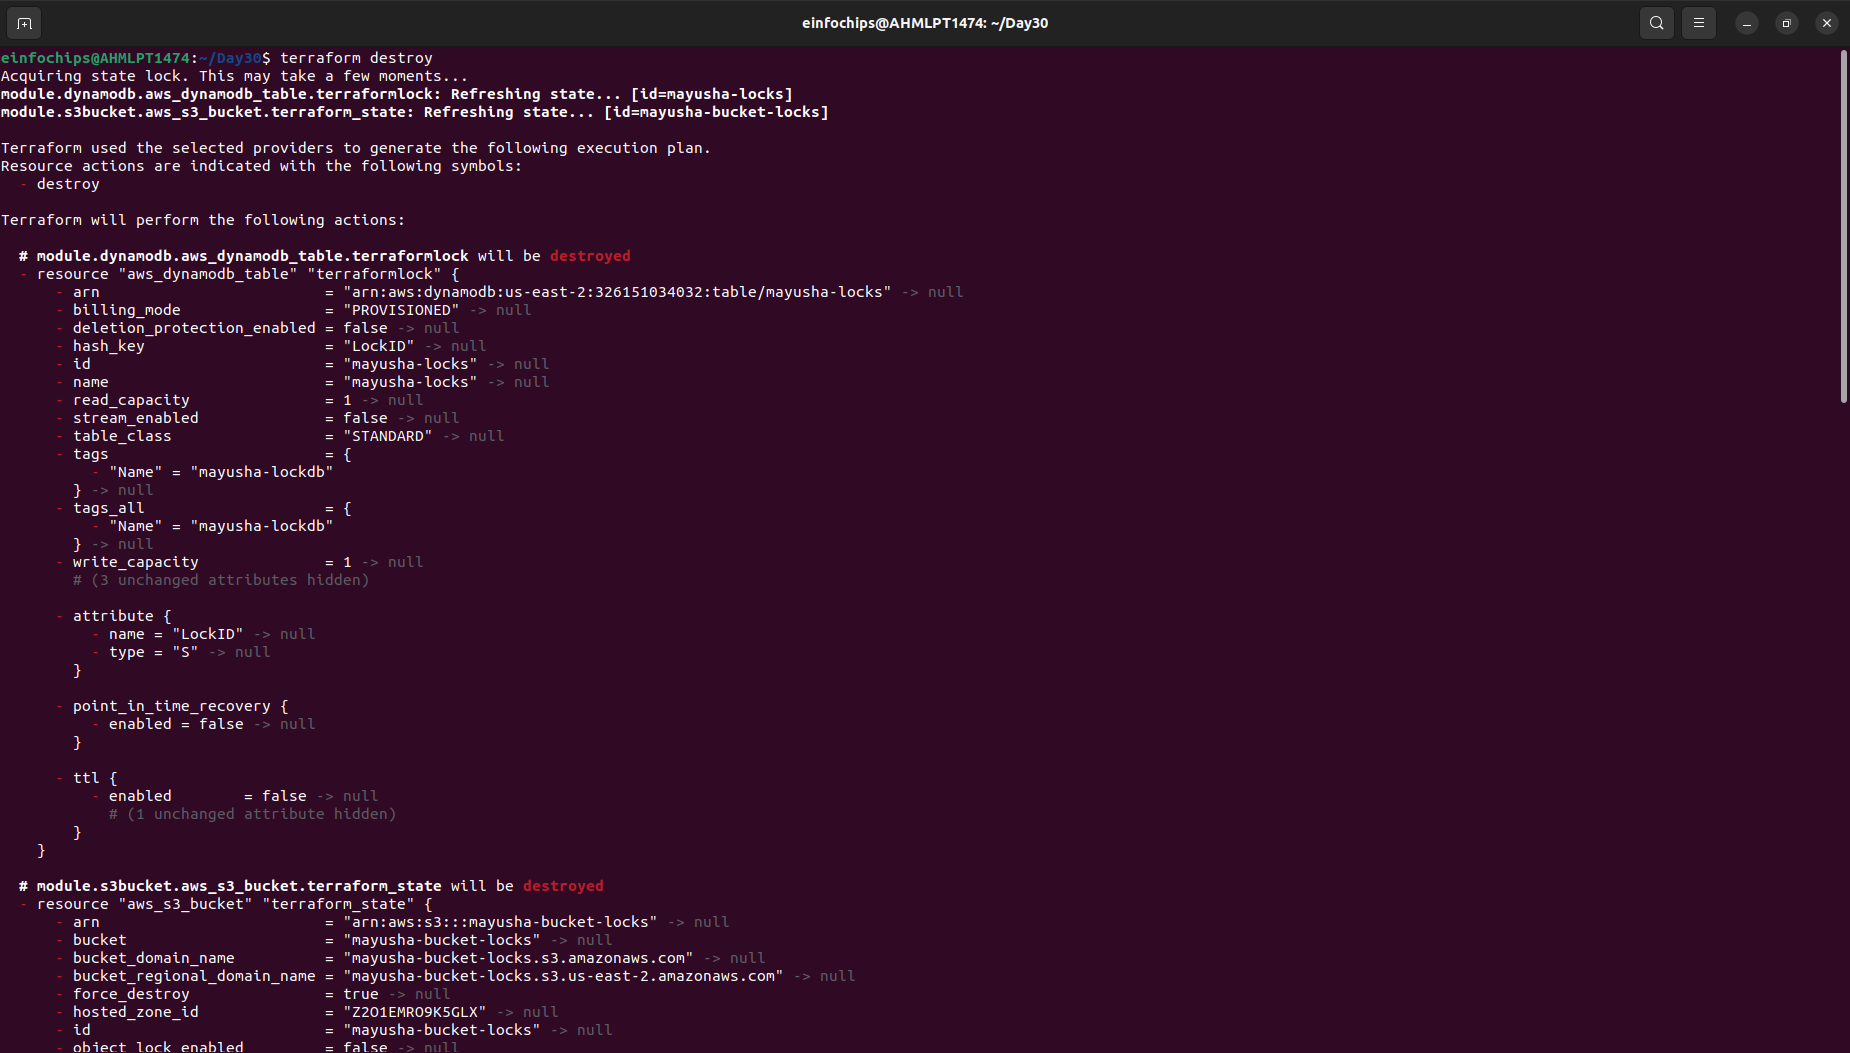 einfochips@AHMLPT1474: ~/Day30
einfochips@AHMLPT1474:~/Day30$ terraform destroy
Acquiring state lock. This may take a few moments...
module.dynamodb.aws_dynamodb_table.terraformlock: Refreshing state... [id=mayusha-locks]
module.s3bucket.aws_s3_bucket.terraform_state: Refreshing state... [id=mayusha-bucket-locks]

Terraform used the selected providers to generate the following execution plan.
Resource actions are indicated with the following symbols:
  - destroy

Terraform will perform the following actions:

  # module.dynamodb.aws_dynamodb_table.terraformlock will be destroyed
  - resource "aws_dynamodb_table" "terraformlock" {
      - arn                         = "arn:aws:dynamodb:us-east-2:326151034032:table/mayusha-locks" -> null
      - billing_mode                = "PROVISIONED" -> null
      - deletion_protection_enabled = false -> null
      - hash_key                    = "LockID" -> null
      - id                          = "mayusha-locks" -> null
      - name                        = "mayusha-locks" -> null
      - read_capacity               = 1 -> null
      - stream_enabled              = false -> null
      - table_class                 = "STANDARD" -> null
      - tags                        = {
          - "Name" = "mayusha-lockdb"
        } -> null
      - tags_all                    = {
          - "Name" = "mayusha-lockdb"
        } -> null
      - write_capacity              = 1 -> null
        # (3 unchanged attributes hidden)

      - attribute {
          - name = "LockID" -> null
          - type = "S" -> null
        }

      - point_in_time_recovery {
          - enabled = false -> null
        }

      - ttl {
          - enabled        = false -> null
            # (1 unchanged attribute hidden)
        }
    }

  # module.s3bucket.aws_s3_bucket.terraform_state will be destroyed
  - resource "aws_s3_bucket" "terraform_state" {
      - arn                         = "arn:aws:s3:::mayusha-bucket-locks" -> null
      - bucket                      = "mayusha-bucket-locks" -> null
      - bucket_domain_name          = "mayusha-bucket-locks.s3.amazonaws.com" -> null
      - bucket_regional_domain_name = "mayusha-bucket-locks.s3.us-east-2.amazonaws.com" -> null
      - force_destroy               = true -> null
      - hosted_zone_id              = "Z2O1EMRO9K5GLX" -> null
      - id                          = "mayusha-bucket-locks" -> null
      - object_lock_enabled         = false -> null